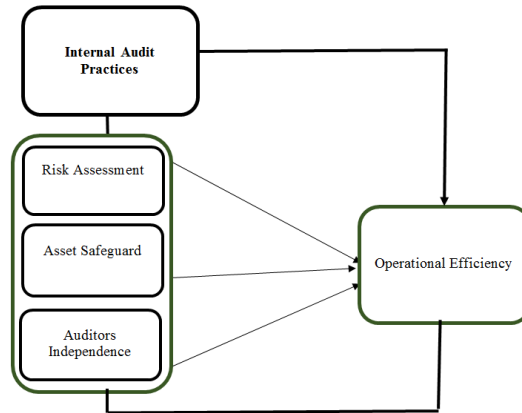 Internal Audit
Practices
Risk Assessment
Asset Safeguard
Auditors
Independence
Operational Efficiency